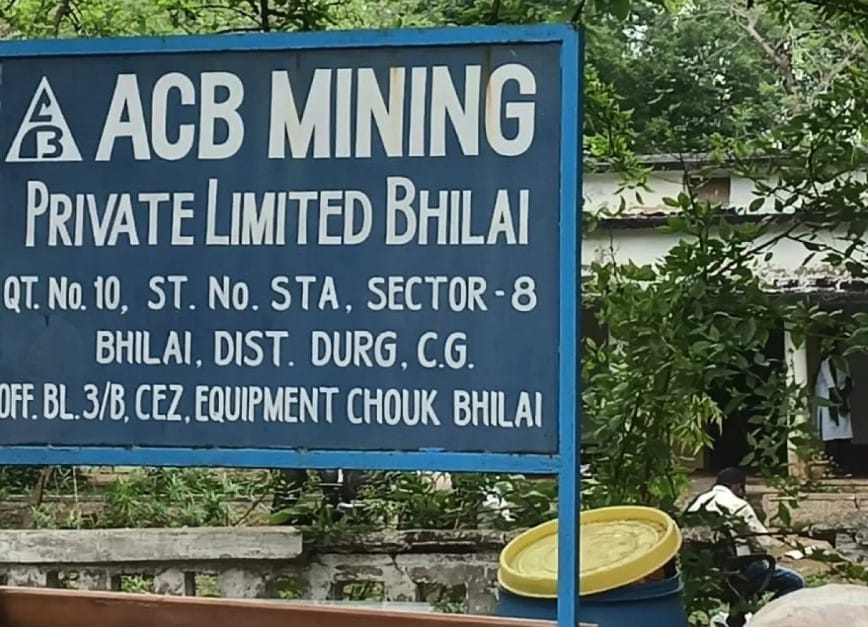 ACB ACB MINING
PRIVATE LIMITED BHILAI
QT. No. 10, ST. No. STA, SECTOR - 8
BHILAI, DIST. DURG, C.G.
OFF. BL. 3/B, CEZ, EQUIPMENT CHOUK BHILAI